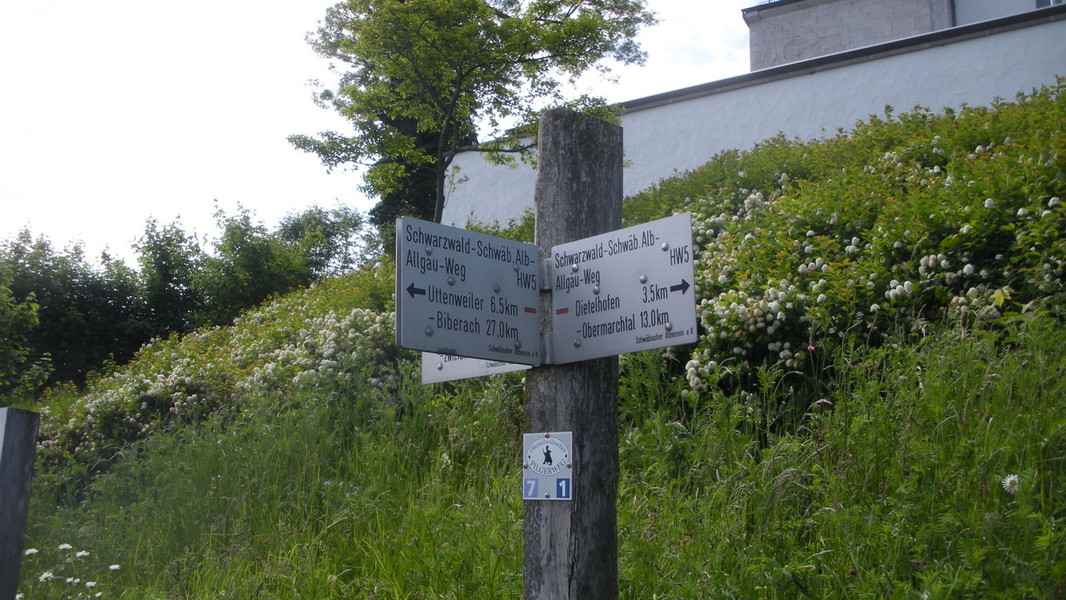 Schwarzwald-Schwäb.Alb-
Allgäu-Weg HW5
← Uttenweiler 6.5km
-Biberach 27.0km
Schwäbischer Albverein e.V.
Schwarzwald-Schwäb.Alb-
Allgäu-Weg HW5
Dietelhofen 3.5km →
-Obermarchtal 13.0km
Schwäbischer Albverein e.V.
PILGERWEG
7 1